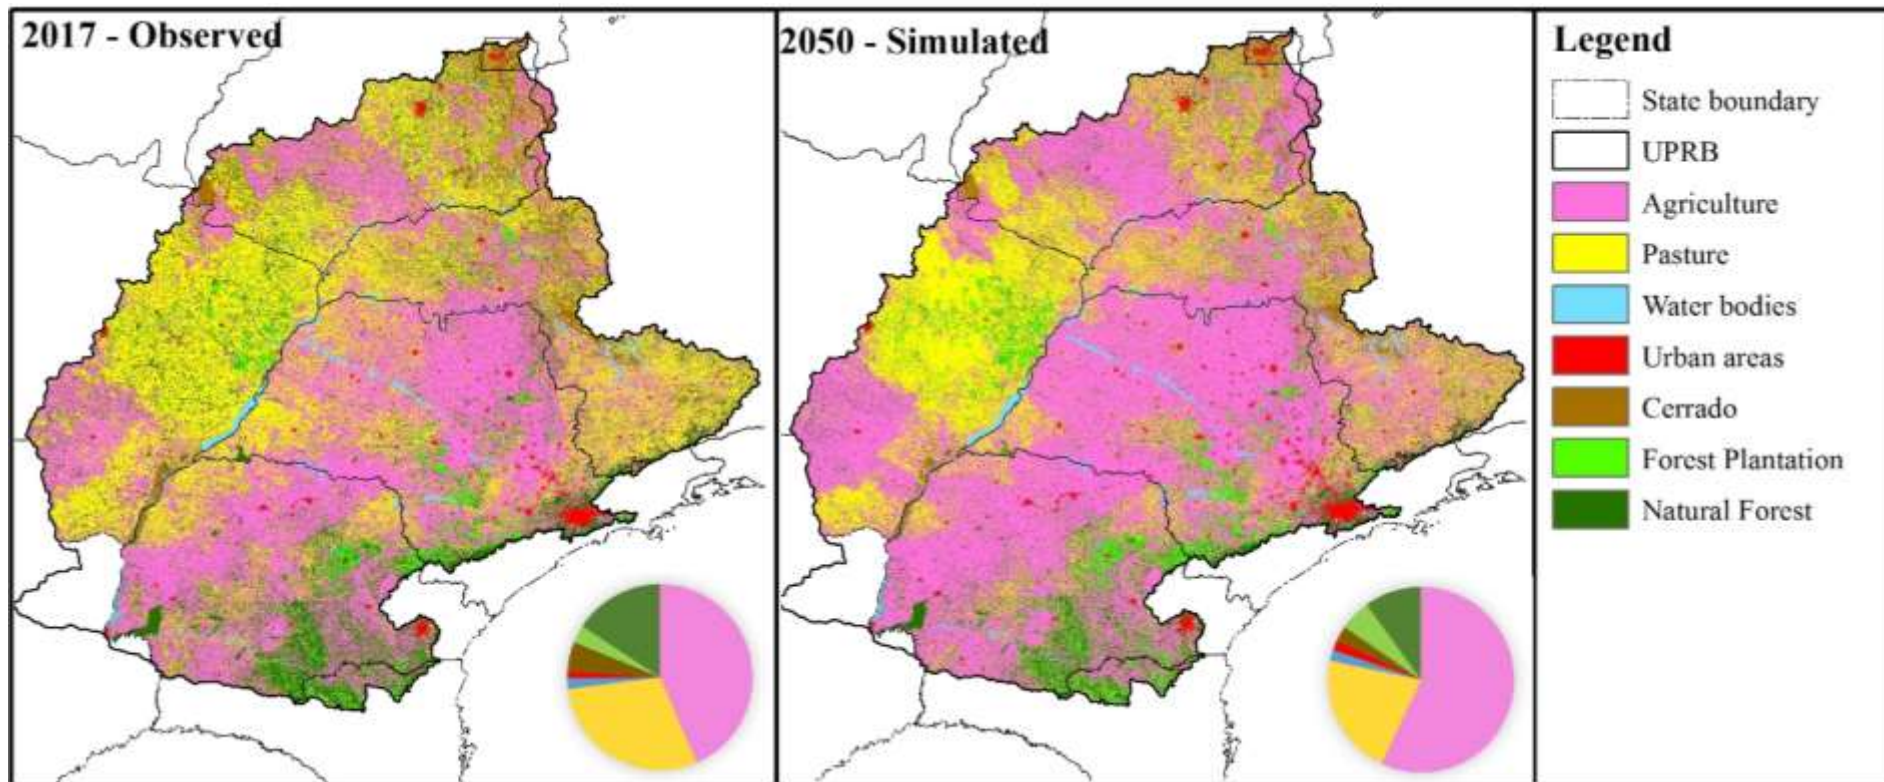 2017 - Observed
2050 - Simulated
Legend
State boundary
UPRB
Agriculture
Pasture
Water bodies
Urban areas
Cerrado
Forest Plantation
Natural Forest